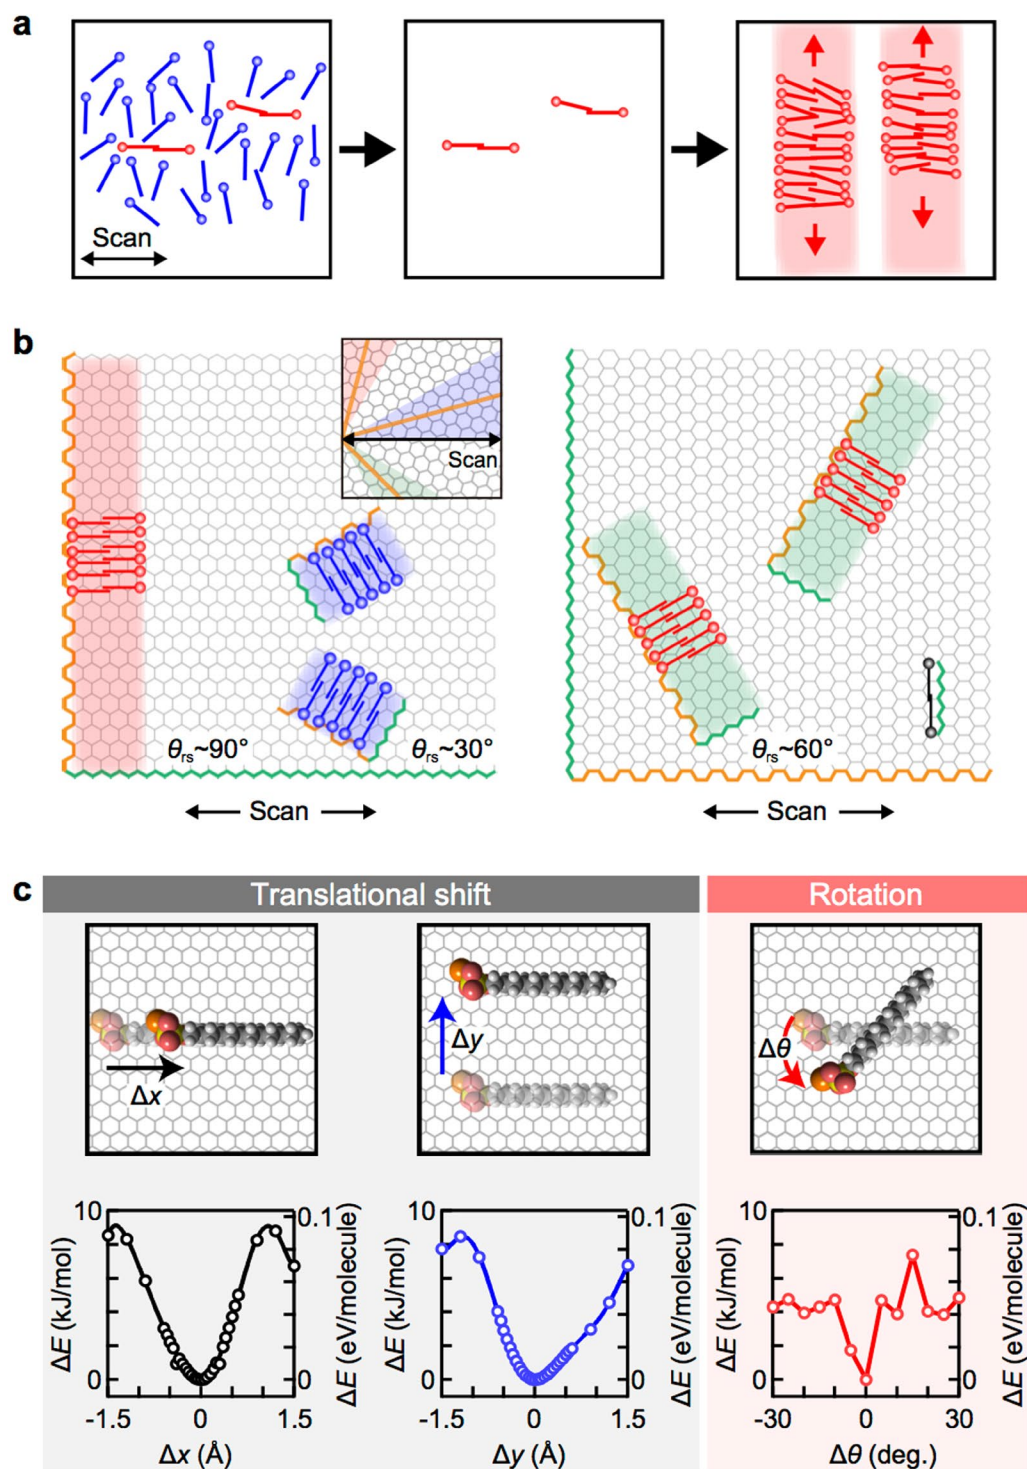 a
Scan
b
Scan
θrs~90°
θrs~30°
Scan
θrs~60°
Scan
c
Translational shift
Rotation
Δx
Δy
Δθ
10
0
ΔE (kJ/mol)
0.1
0
ΔE (eV/molecule)
-1.5
0
1.5
Δx (Å)
10
0
ΔE (kJ/mol)
0.1
0
ΔE (eV/molecule)
-1.5
0
1.5
Δy (Å)
10
0
ΔE (kJ/mol)
0.1
0
ΔE (eV/molecule)
-30
0
30
Δθ (deg.)